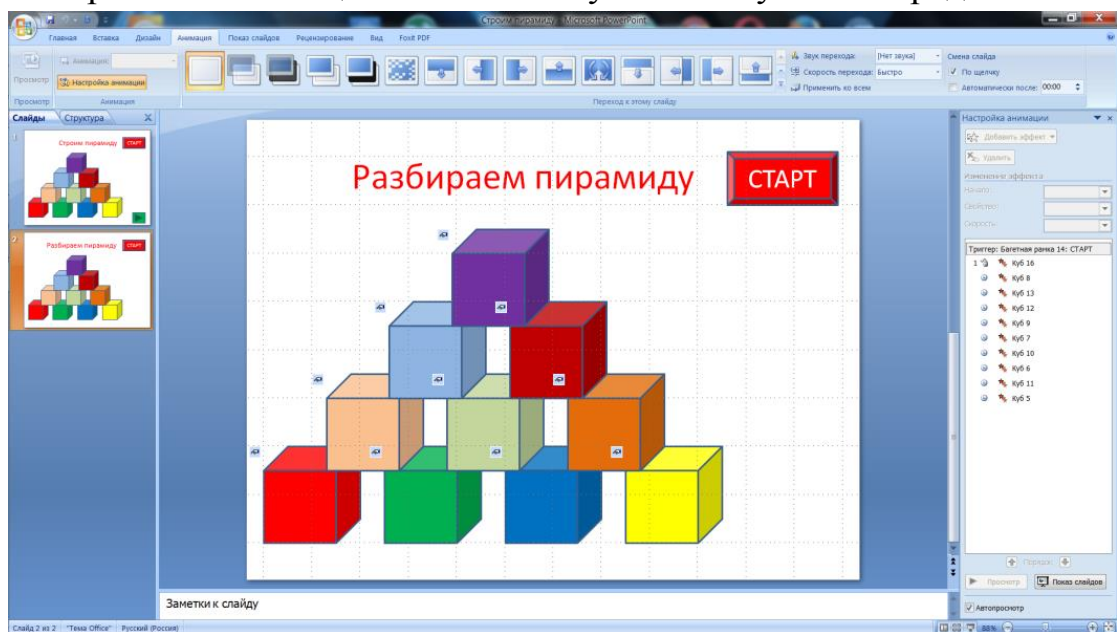 Строим пирамиду - Microsoft PowerPoint
Главная Вставка Дизайн Анимация Показ слайдов Рецензирование Вид Foxit PDF
Просмотр
Анимация:
Настройка анимации
Звук перехода: [Нет звука]
Скорость перехода: Быстро
Применить ко всем
Смена слайда
По щелчку
Автоматически после: 00:00
Просмотр Анимация Переход к этому слайду
Слайды Структура
1
Строим пирамиду СТАРТ
2
Разбираем пирамиду СТАРТ
Разбираем пирамиду СТАРТ
Настройка анимации
Добавить эффект
Удалить
Изменение эффекта
Начало:
Свойство:
Скорость:
Триггер: Багетная рамка 14: СТАРТ
1 Куб 16
Куб 8
Куб 13
Куб 12
Куб 9
Куб 7
Куб 10
Куб 6
Куб 11
Куб 5
Порядок
Просмотр Показ слайдов
Автопросмотр
Заметки к слайду
Слайд 2 из 2 "Тема Office" Русский (Россия) 88%